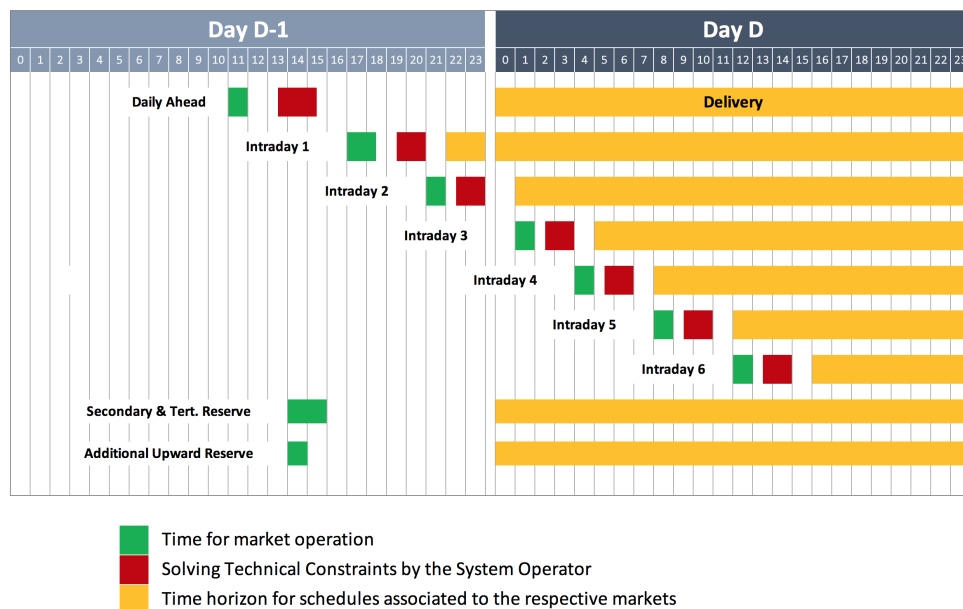 Day D-1 Day D
0 1 2 3 4 5 6 7 8 9 10 11 12 13 14 15 16 17 18 19 20 21 22 23 0 1 2 3 4 5 6 7 8 9 10 11 12 13 14 15 16 17 18 19 20 21 22 23
Daily Ahead Delivery
Intraday 1
Intraday 2
Intraday 3
Intraday 4
Intraday 5
Intraday 6
Secondary & Tert. Reserve
Additional Upward Reserve
Time for market operation
Solving Technical Constraints by the System Operator
Time horizon for schedules associated to the respective markets